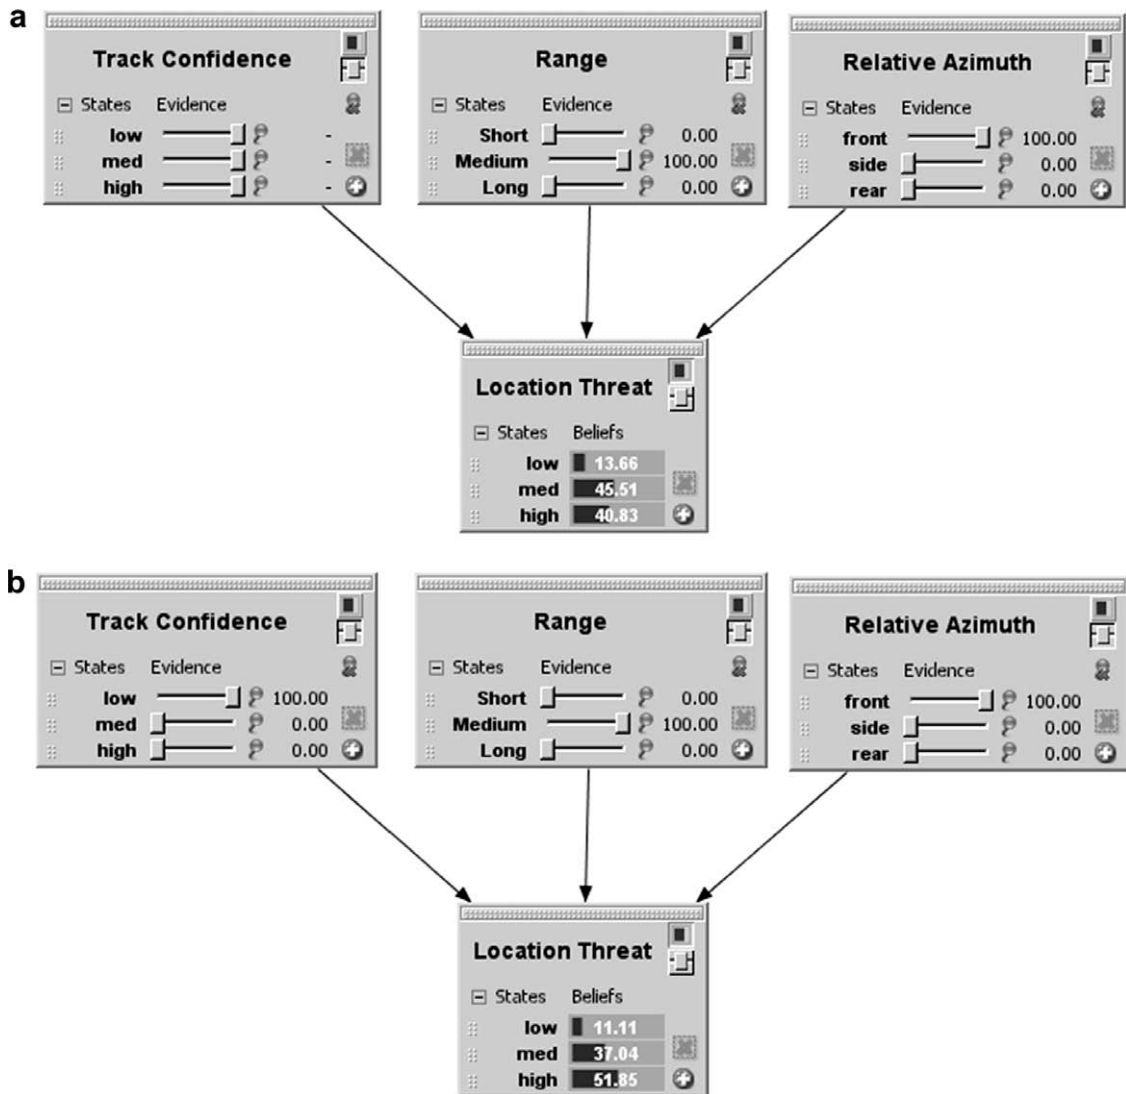 a
Track Confidence
States Evidence
low -
med -
high -
Range
States Evidence
Short 0.00
Medium 100.00
Long 0.00
Relative Azimuth
States Evidence
front 100.00
side 0.00
rear 0.00
Location Threat
States Beliefs
low 13.66
med 45.51
high 40.83
b
Track Confidence
States Evidence
low 100.00
med 0.00
high 0.00
Range
States Evidence
Short 0.00
Medium 100.00
Long 0.00
Relative Azimuth
States Evidence
front 100.00
side 0.00
rear 0.00
Location Threat
States Beliefs
low 11.11
med 37.04
high 51.85